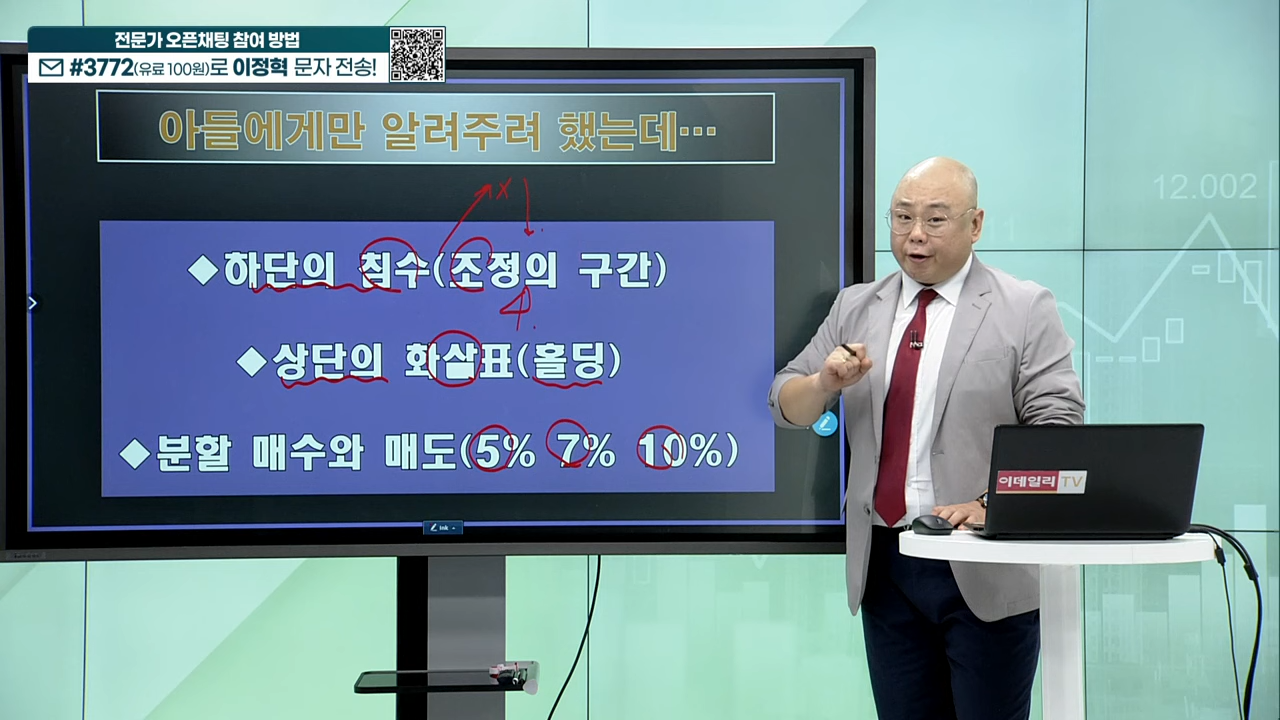 전문가 오픈채팅 참여 방법
#3772(유료 100원)로 이정혁 문자 전송!
아들에게만 알려주려 했는데…
12.002
x
◆하단의 침수(조정의 구간)
4.
◆상단의 화살표(홀딩)
◆분할 매수와 매도(5% 7% 10%)
이데일리 TV
Ink